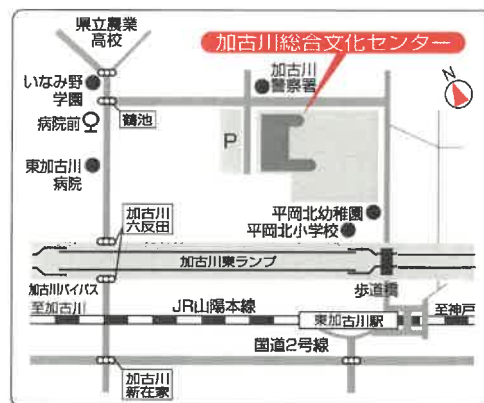 県立農業
高校
加古川総合文化センター
いなみ野
学園
加古川
警察署
N
病院前
鶴池
P
東加古川
病院
加古川
六反田
平岡北幼稚園
平岡北小学校
加古川東ランプ
加古川バイパス
歩道橋
至加古川
JR山陽本線
東加古川駅
至神戸
国道2号線
加古川
新在家